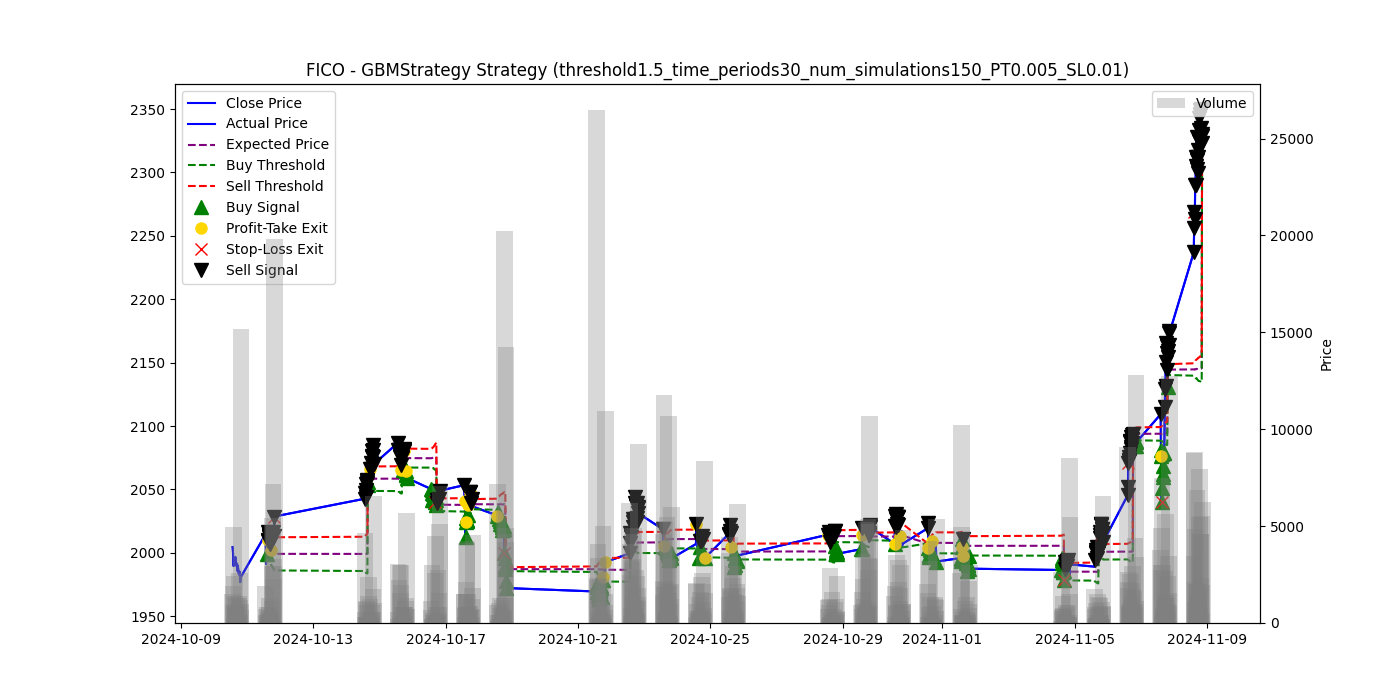 FICO - GBMStrategy Strategy (threshold1.5_time_periods30_num_simulations150_PT0.005_SL0.01)
Close Price
Actual Price
Expected Price
Buy Threshold
Sell Threshold
Buy Signal
Profit-Take Exit
Stop-Loss Exit
Sell Signal
Volume
2350
2300
2250
2200
2150
2100
2050
2000
1950
25000
20000
15000
10000
5000
0
Price
2024-10-09
2024-10-13
2024-10-17
2024-10-21
2024-10-25
2024-10-29
2024-11-01
2024-11-05
2024-11-09